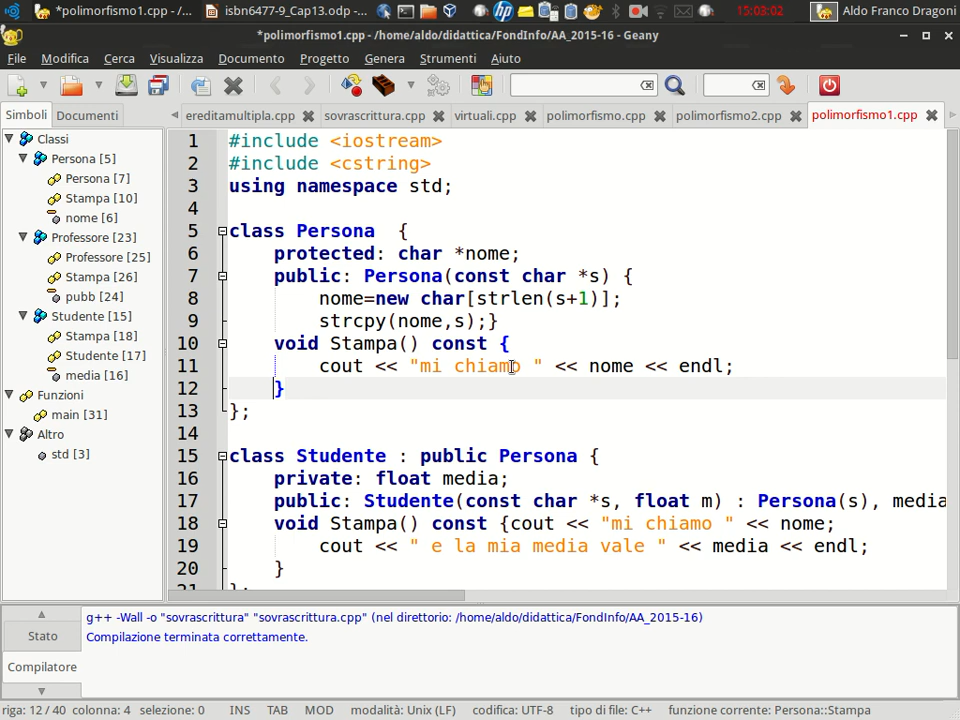 *polimorfismo1.cpp - /... isbn6477-9_Cap13.odp -... hp 15:03:02 Aldo Franco Dragoni
*polimorfismo1.cpp - /home/aldo/didattica/FondInfo/AA_2015-16 - Geany
File Modifica Cerca Visualizza Documento Progetto Genera Strumenti Aiuto
Simboli Documenti ereditamultipla.cpp sovrascrittura.cpp virtuali.cpp polimorfismo.cpp polimorfismo2.cpp polimorfismo1.cpp
Classi
Persona [5]
Persona [7]
Stampa [10]
nome [6]
Professore [23]
Professore [25]
Stampa [26]
pubb [24]
Studente [15]
Stampa [18]
Studente [17]
media [16]
Funzioni
main [31]
Altro
std [3]
1 #include <iostream>
2 #include <cstring>
3 using namespace std;
4
5 class Persona  {
6     protected: char *nome;
7     public: Persona(const char *s) {
8         nome=new char[strlen(s+1)];
9         strcpy(nome,s);}
10     void Stampa() const {
11         cout << "mi chiamo " << nome << endl;
12     }
13 };
14
15 class Studente : public Persona {
16     private: float media;
17     public: Studente(const char *s, float m) : Persona(s), media
18     void Stampa() const {cout << "mi chiamo " << nome;
19         cout << " e la mia media vale " << media << endl;
20     }
21 };
Stato
Compilatore
g++ -Wall -o "sovrascrittura" "sovrascrittura.cpp" (nel direttorio: /home/aldo/didattica/FondInfo/AA_2015-16)
Compilazione terminata correttamente.
riga: 12 / 40 colonna: 4 selezione: 0 INS TAB MOD modalità: Unix (LF) codifica: UTF-8 tipo di file: C++ funzione corrente: Persona::Stampa